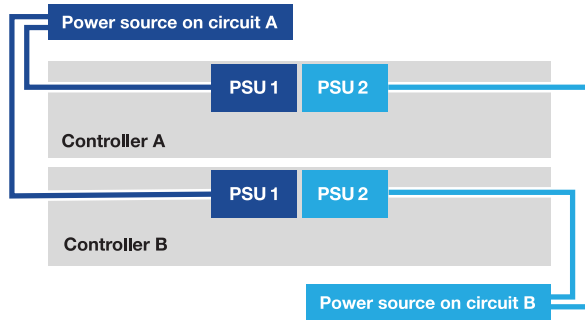 Power source on circuit A
PSU 1
PSU 2
Controller A
PSU 1
PSU 2
Controller B
Power source on circuit B